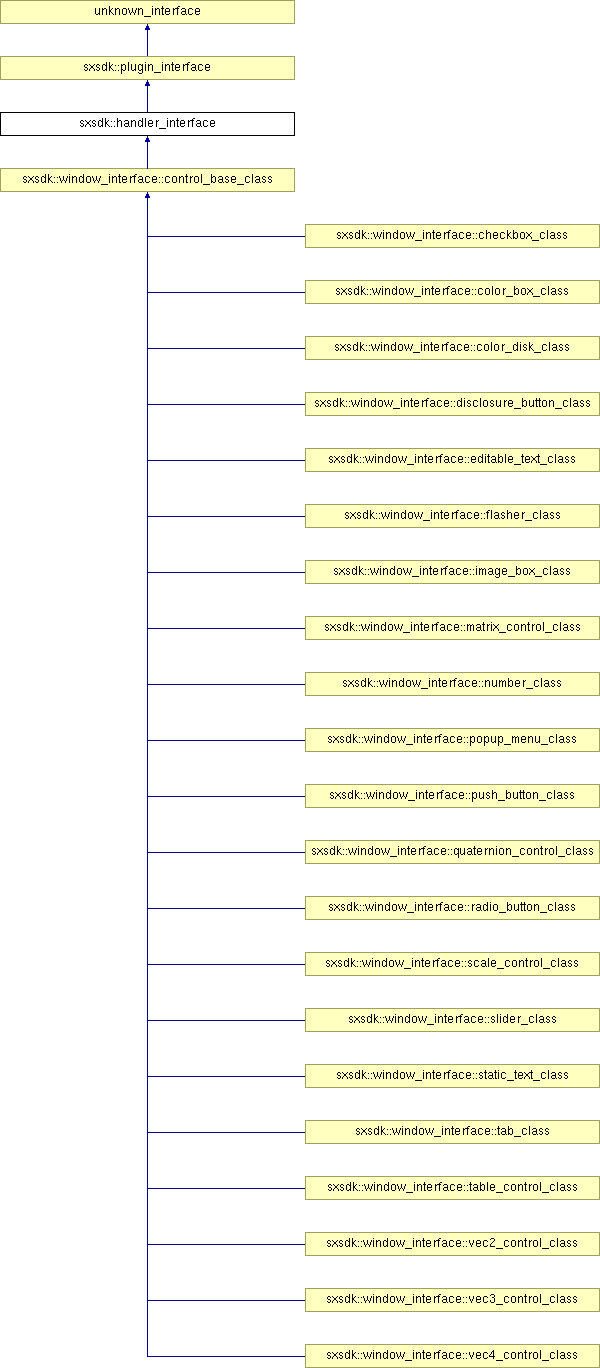 unknown_interface
sxsdk::plugin_interface
sxsdk::handler_interface
sxsdk::window_interface::control_base_class
sxsdk::window_interface::checkbox_class
sxsdk::window_interface::color_box_class
sxsdk::window_interface::color_disk_class
sxsdk::window_interface::disclosure_button_class
sxsdk::window_interface::editable_text_class
sxsdk::window_interface::flasher_class
sxsdk::window_interface::image_box_class
sxsdk::window_interface::matrix_control_class
sxsdk::window_interface::number_class
sxsdk::window_interface::popup_menu_class
sxsdk::window_interface::push_button_class
sxsdk::window_interface::quaternion_control_class
sxsdk::window_interface::radio_button_class
sxsdk::window_interface::scale_control_class
sxsdk::window_interface::slider_class
sxsdk::window_interface::static_text_class
sxsdk::window_interface::tab_class
sxsdk::window_interface::table_control_class
sxsdk::window_interface::vec2_control_class
sxsdk::window_interface::vec3_control_class
sxsdk::window_interface::vec4_control_class